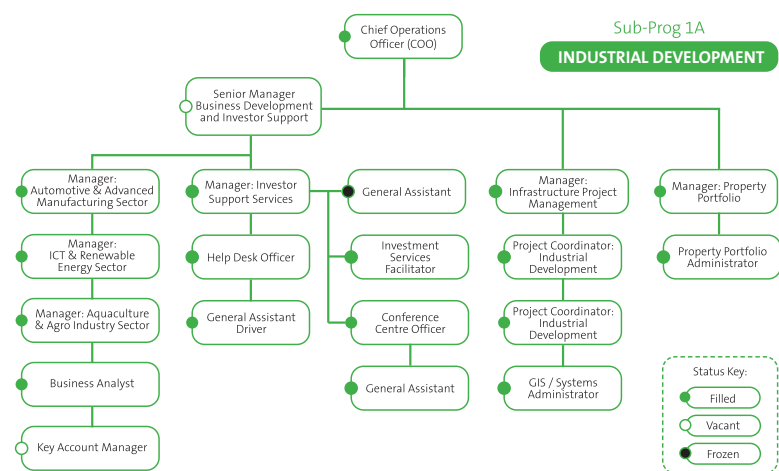 Sub-Prog 1A
INDUSTRIAL DEVELOPMENT
Chief Operations
Officer (COO)
Senior Manager
Business Development
and Investor Support
Manager:
Automotive & Advanced
Manufacturing Sector
Manager:
ICT & Renewable
Energy Sector
Manager: Aquaculture
& Agro Industry Sector
Business Analyst
Key Account Manager
Manager: Investor
Support Services
Help Desk Officer
General Assistant
Driver
General Assistant
Investment
Services
Facilitator
Conference
Centre Officer
General Assistant
Manager:
Infrastructure Project
Management
Project Coordinator:
Industrial
Development
Project Coordinator:
Industrial
Development
GIS / Systems
Administrator
Manager: Property
Portfolio
Property Portfolio
Administrator
Status Key:
Filled
Vacant
Frozen